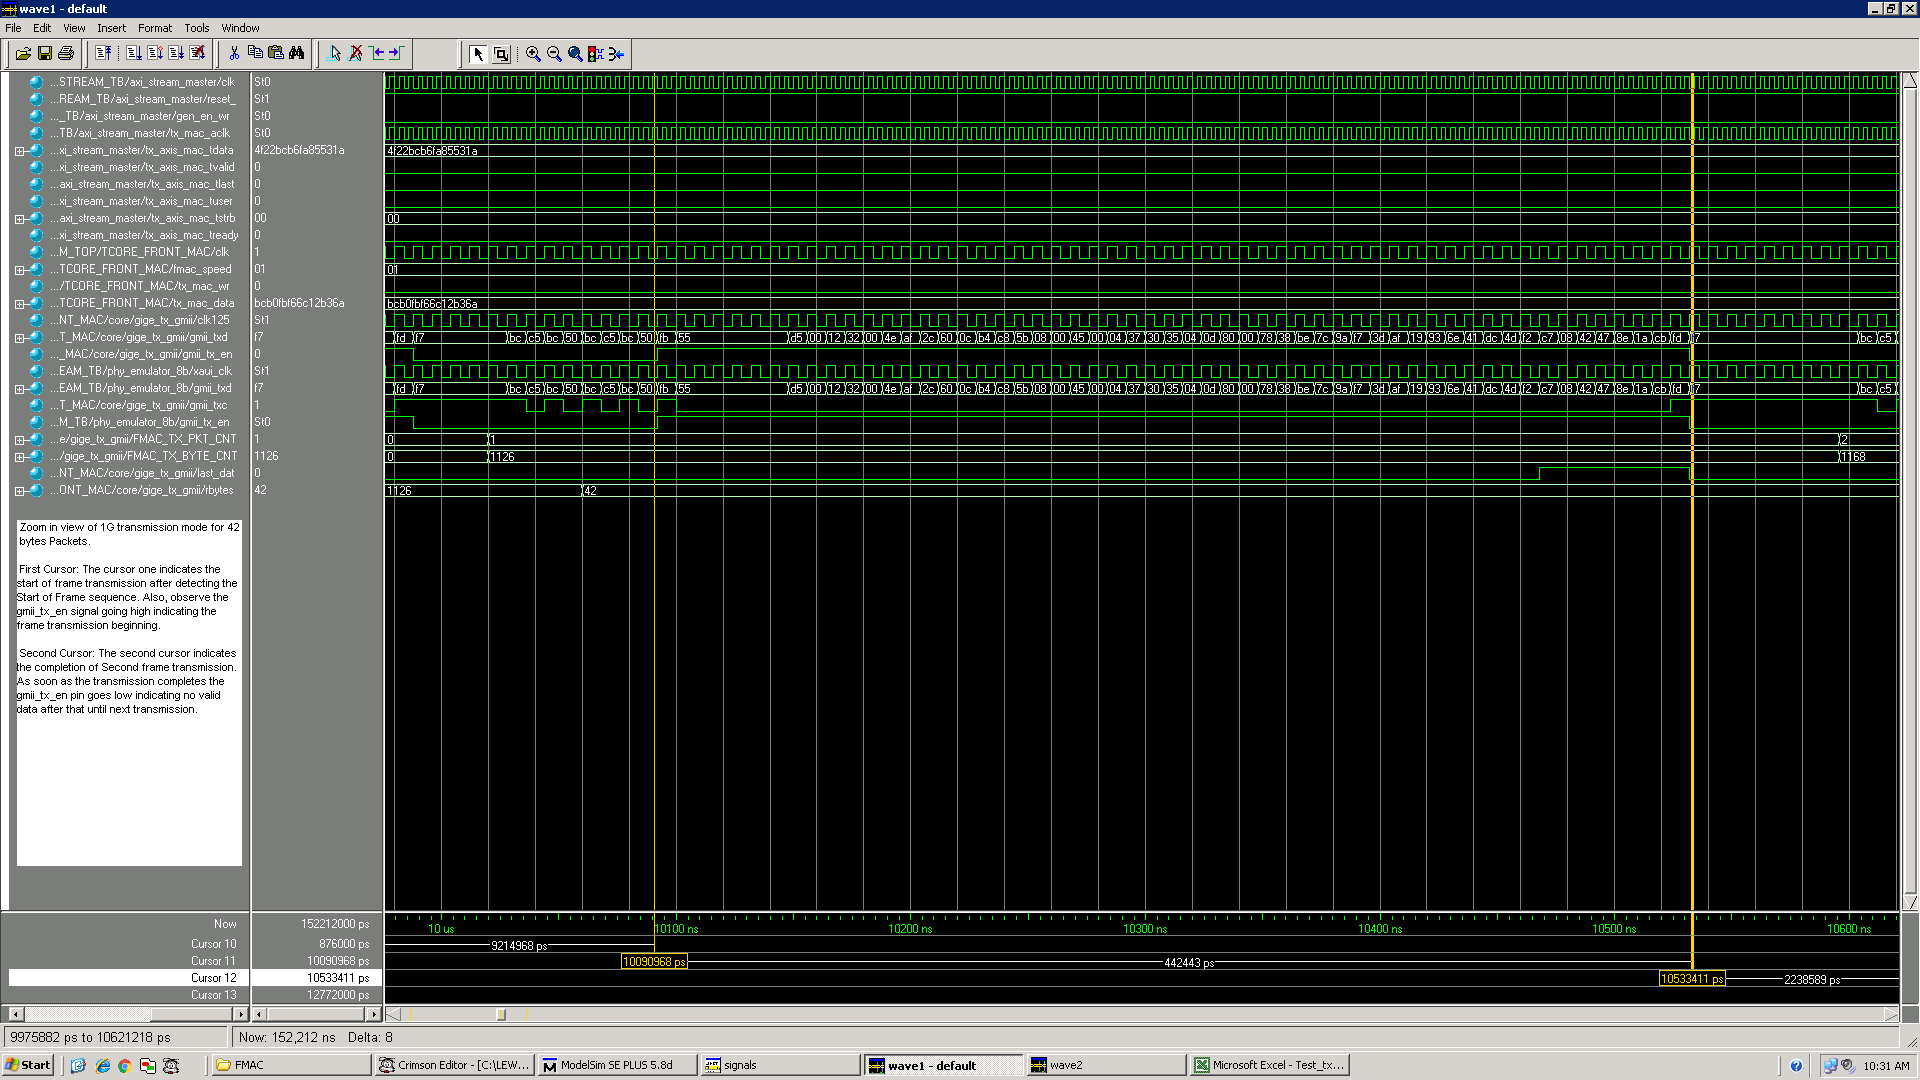 wave1 - default
File Edit View Insert Format Tools Window
...STREAM_TB/axi_stream_master/clk St0
...REAM_TB/axi_stream_master/reset_ St1
..._TB/axi_stream_master/gen_en_wr St0
...TB/axi_stream_master/tx_mac_aclk St0
...xi_stream_master/tx_axis_mac_tdata 4f22bcb6fa85531a 4f22bcb6fa85531a
...xi_stream_master/tx_axis_mac_tvalid 0
...axi_stream_master/tx_axis_mac_tlast 0
...xi_stream_master/tx_axis_mac_tuser 0
...axi_stream_master/tx_axis_mac_tstrb 00 00
...xi_stream_master/tx_axis_mac_tready 0
...M_TOP/TCORE_FRONT_MAC/clk 1
...TCORE_FRONT_MAC/fmac_speed 01 01
.../TCORE_FRONT_MAC/tx_mac_wr 0
...TCORE_FRONT_MAC/tx_mac_data bcb0fbf66c12b36a bcb0fbf66c12b36a
...NT_MAC/core/gige_tx_gmii/clk125 St1
...T_MAC/core/gige_tx_gmii/gmii_txd f7 fd f7 bc c5 bc 50 bc c5 bc 50 fb 55 d5 00 12 32 00 4e af 2c 60 0c b4 c8 5b 08 00 45 00 04 37 30 35 04 0d 80 00 78 38 be 7c 9a f7 3d af 19 93 6e 41 dc 4d f2 c7 08 42 47 8e 1a cb fd f7 bc c5
..._MAC/core/gige_tx_gmii/gmii_tx_en 0
...EAM_TB/phy_emulator_8b/xaui_clk St1
...EAM_TB/phy_emulator_8b/gmii_txd f7 fd f7 bc c5 50 bc c5 bc 50 fb 55 d5 00 12 32 00 4e af 2c 60 0c b4 c8 5b 08 00 45 00 04 37 30 35 04 0d 80 00 78 38 be 7c 9a f7 3d af 19 93 6e 41 dc 4d f2 c7 08 42 47 8e 1a cb fd f7 bc c5
...T_MAC/core/gige_tx_gmii/gmii_txc 1
...M_TB/phy_emulator_8b/gmii_tx_en St0
...e/gige_tx_gmii/FMAC_TX_PKT_CNT 1 0 1 2
.../gige_tx_gmii/FMAC_TX_BYTE_CNT 1126 0 1126 1168
...NT_MAC/core/gige_tx_gmii/last_dat 0
...ONT_MAC/core/gige_tx_gmii/rbytes 42 1126 42
Zoom in view of 1G transmission mode for 42
bytes Packets.
First Cursor: The cursor one indicates the
start of frame transmission after detecting the
Start of Frame sequence. Also, observe the
gmii_tx_en signal going high indicating the
frame transmission beginning.
Second Cursor: The second cursor indicates
the completion of Second frame transmission.
As soon as the transmission completes the
gmii_tx_en pin goes low indicating no valid
data after that until next transmission.
Now 152212000 ps 10 us 10100 ns 10200 ns 10300 ns 10400 ns 10500 ns 10600 ns
Cursor 10 876000 ps 9214968 ps
Cursor 11 10090968 ps 10090968 ps 442443 ps
Cursor 12 10533411 ps 10533411 ps 2238589 ps
Cursor 13 12772000 ps
9975882 ps to 10621218 ps Now: 152,212 ns Delta: 8
Start FMAC Crimson Editor - [C:\LEW... ModelSim SE PLUS 5.8d signals wave1 - default wave2 Microsoft Excel - Test_tx... 10:31 AM